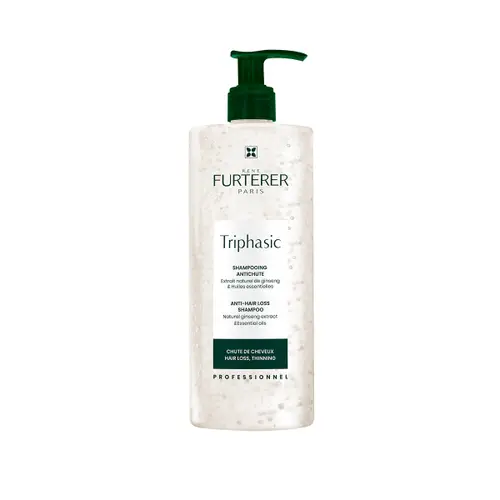 RENE
FURTERER
PARIS
Triphasic
SHAMPOOING
ANTICHUTE
Extrait naturel de ginseng
& huiles essentielles
ANTI-HAIR LOSS
SHAMPOO
Natural ginseng extract
& Essential oils
CHUTE DE CHEVEUX
HAIR LOSS, THINNING
PROFESSIONNEL